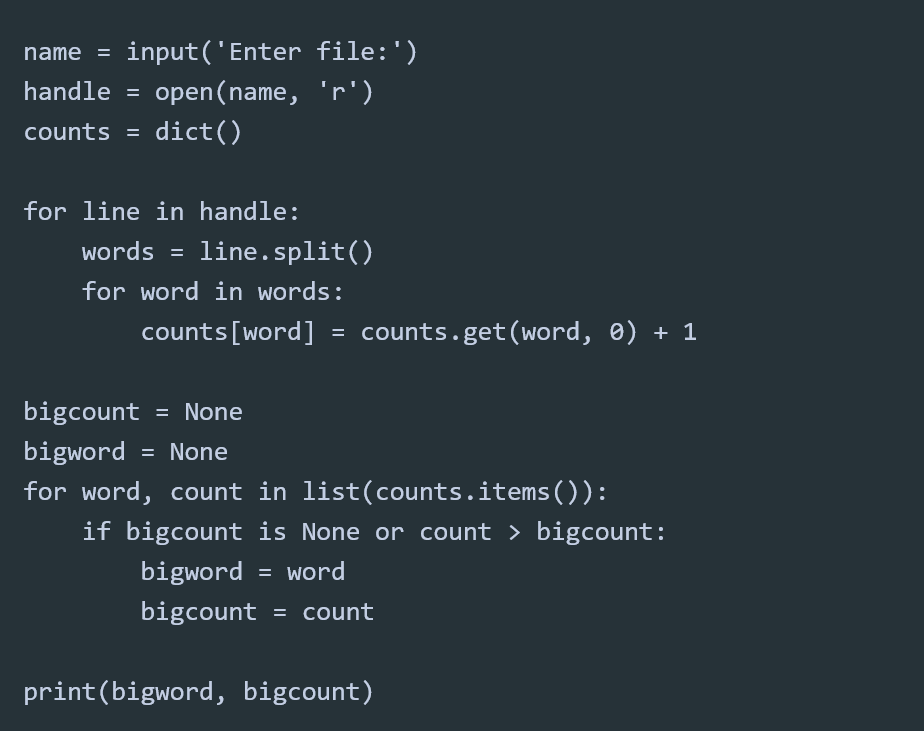 name = input('Enter file:')
handle = open(name, 'r')
counts = dict()

for line in handle:
    words = line.split()
    for word in words:
        counts[word] = counts.get(word, 0) + 1

bigcount = None
bigword = None
for word, count in list(counts.items()):
    if bigcount is None or count > bigcount:
        bigword = word
        bigcount = count

print(bigword, bigcount)